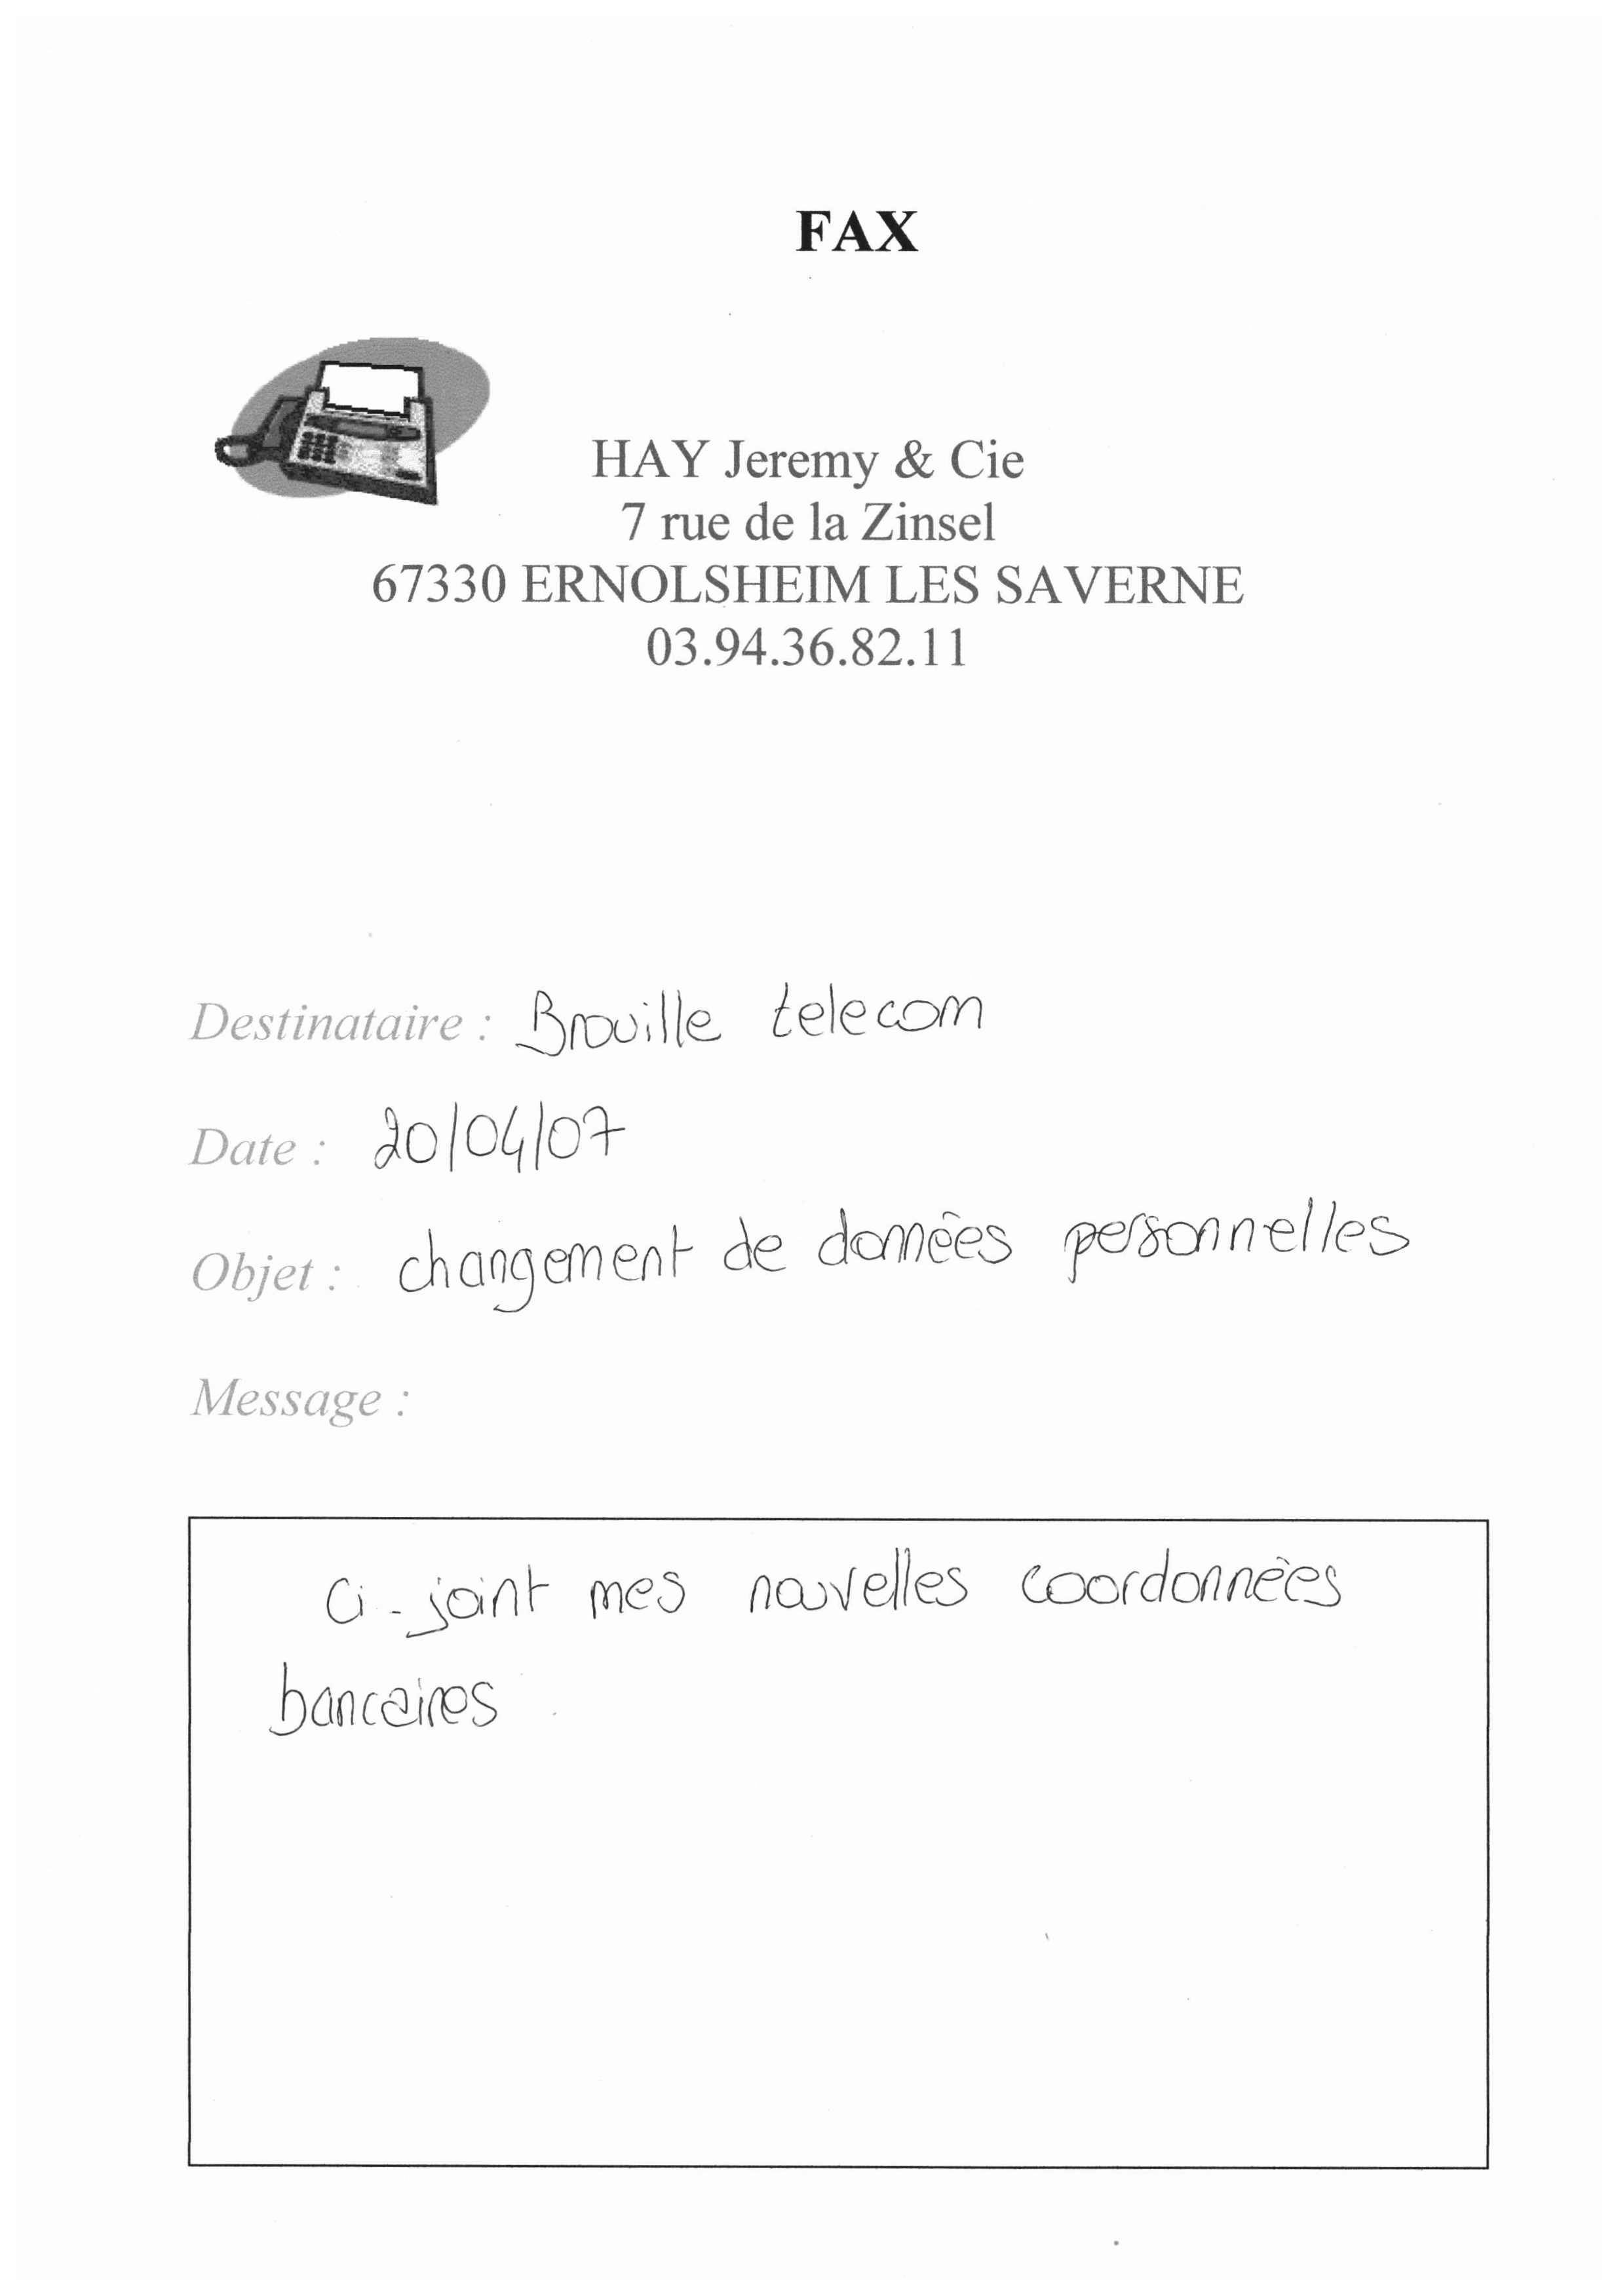 FAX
HAY Jeremy & Cie
7 rue de la Zinsel
67330 ERNOLSHEIM LES SAVERNE
03.94.36.82.11
Destinataire : Brouille telecom
Date : 20/04/07
Objet : changement de données personnelles
Message :
Ci-joint mes nouvelles coordonnées
bancaires.